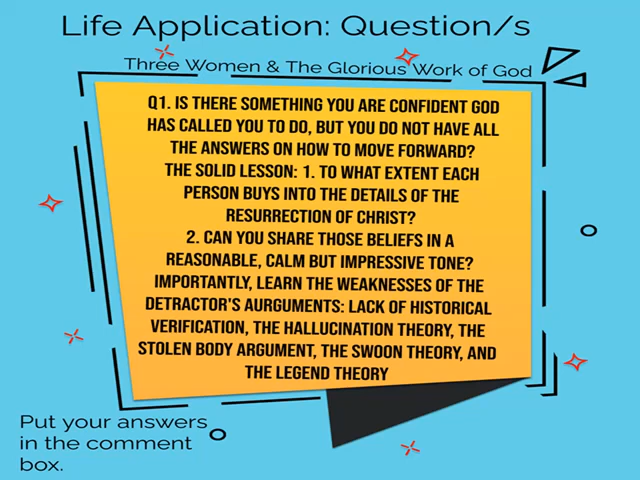 Life Application: Question/s
Three Women & The Glorious Work of God
Q1. IS THERE SOMETHING YOU ARE CONFIDENT GOD
HAS CALLED YOU TO DO, BUT YOU DO NOT HAVE ALL
THE ANSWERS ON HOW TO MOVE FORWARD?
THE SOLID LESSON: 1. TO WHAT EXTENT EACH
PERSON BUYS INTO THE DETAILS OF THE
RESURRECTION OF CHRIST?
2. CAN YOU SHARE THOSE BELIEFS IN A
REASONABLE, CALM BUT IMPRESSIVE TONE?
IMPORTANTLY, LEARN THE WEAKNESSES OF THE
DETRACTOR'S AURGUMENTS: LACK OF HISTORICAL
VERIFICATION, THE HALLUCINATION THEORY, THE
STOLEN BODY ARGUMENT, THE SWOON THEORY, AND
THE LEGEND THEORY
Put your answers
in the comment
box.